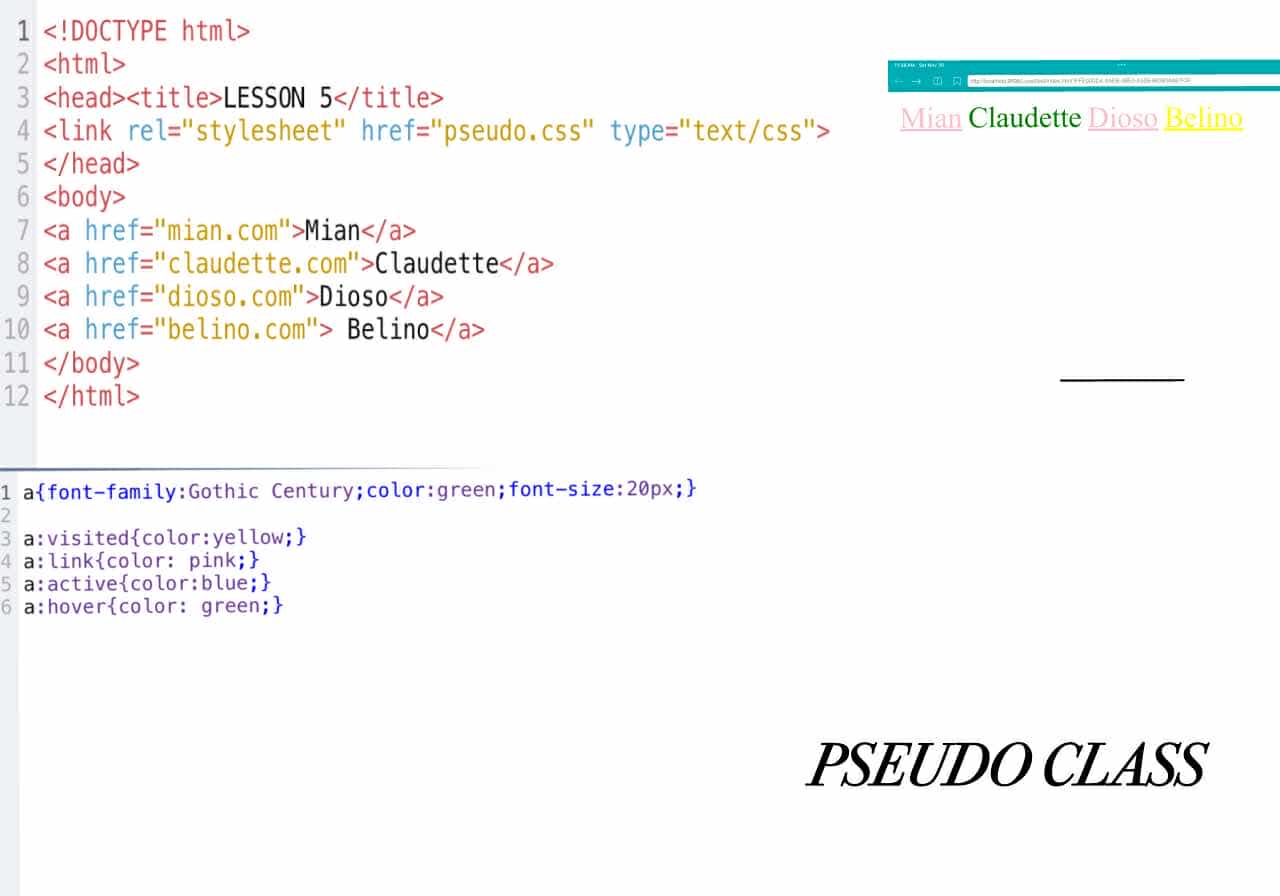 1 <!DOCTYPE html>
2 <html>
3 <head><title>LESSON 5</title>
4 <link rel="stylesheet" href="pseudo.css" type="text/css">
5 </head>
6 <body>
7 <a href="mian.com">Mian</a>
8 <a href="claudette.com">Claudette</a>
9 <a href="dioso.com">Dioso</a>
10 <a href="belino.com"> Belino</a>
11 </body>
12 </html>
Mian Claudette Dioso Belino
1 a{font-family:Gothic Century;color:green;font-size:20px;}
2
3 a:visited{color:yellow;}
4 a:link{color: pink;}
5 a:active{color:blue;}
6 a:hover{color: green;}
PSEUDO CLASS